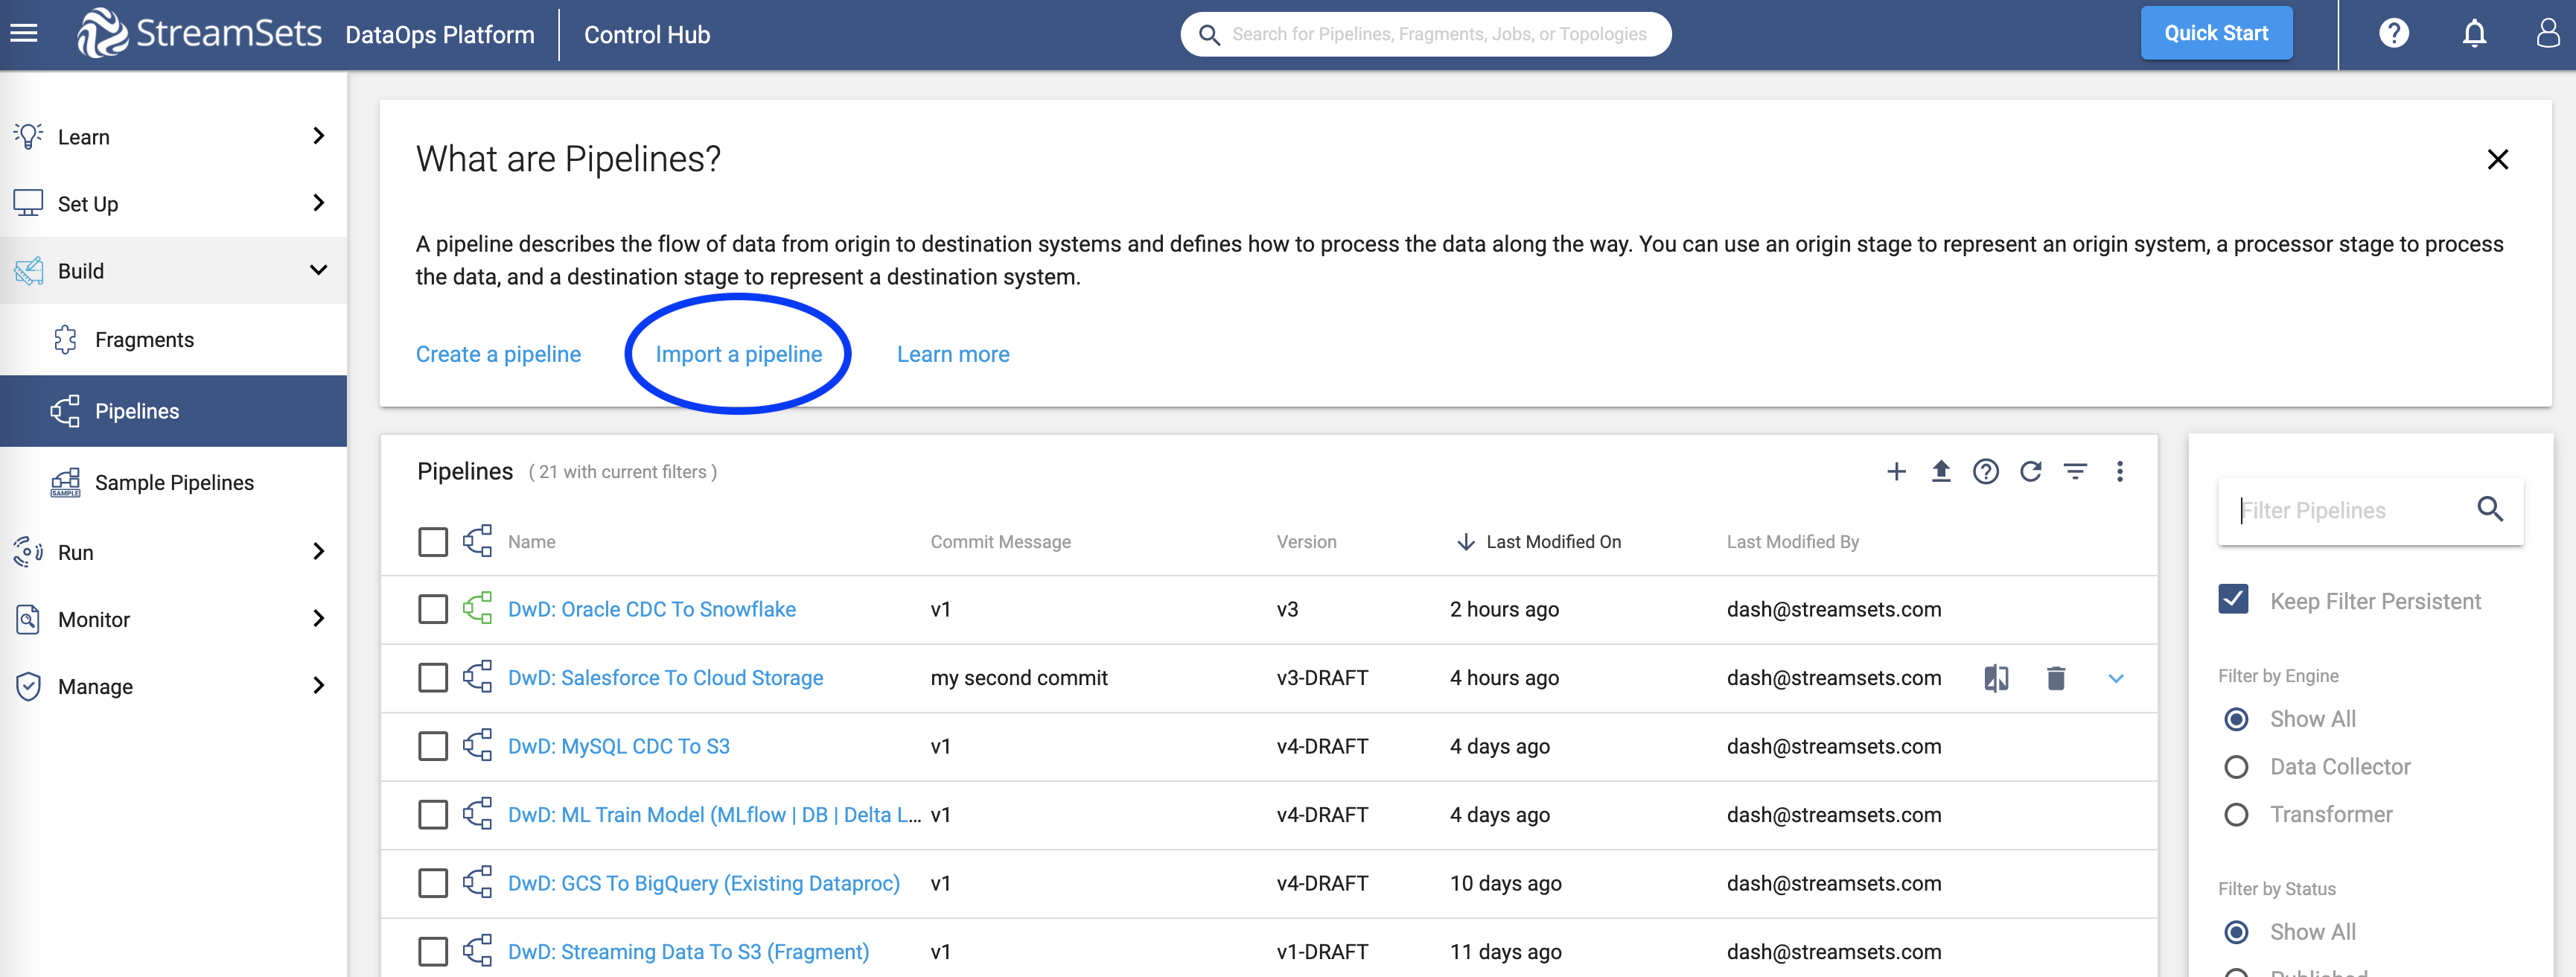 StreamSets DataOps Platform Control Hub
Search for Pipelines, Fragments, Jobs, or Topologies
Quick Start
Learn
Set Up
Build
Fragments
Pipelines
Sample Pipelines
SAMPLE
Run
Monitor
Manage
What are Pipelines?
A pipeline describes the flow of data from origin to destination systems and defines how to process the data along the way. You can use an origin stage to represent an origin system, a processor stage to process
the data, and a destination stage to represent a destination system.
Create a pipeline Import a pipeline Learn more
Pipelines ( 21 with current filters )
Name Commit Message Version Last Modified On Last Modified By
DwD: Oracle CDC To Snowflake v1 v3 2 hours ago dash@streamsets.com
DwD: Salesforce To Cloud Storage my second commit v3-DRAFT 4 hours ago dash@streamsets.com
DwD: MySQL CDC To S3 v1 v4-DRAFT 4 days ago dash@streamsets.com
DwD: ML Train Model (MLflow | DB | Delta L... v1 v4-DRAFT 4 days ago dash@streamsets.com
DwD: GCS To BigQuery (Existing Dataproc) v1 v4-DRAFT 10 days ago dash@streamsets.com
DwD: Streaming Data To S3 (Fragment) v1 v1-DRAFT 11 days ago dash@streamsets.com
Filter Pipelines
Keep Filter Persistent
Filter by Engine
Show All
Data Collector
Transformer
Filter by Status
Show All